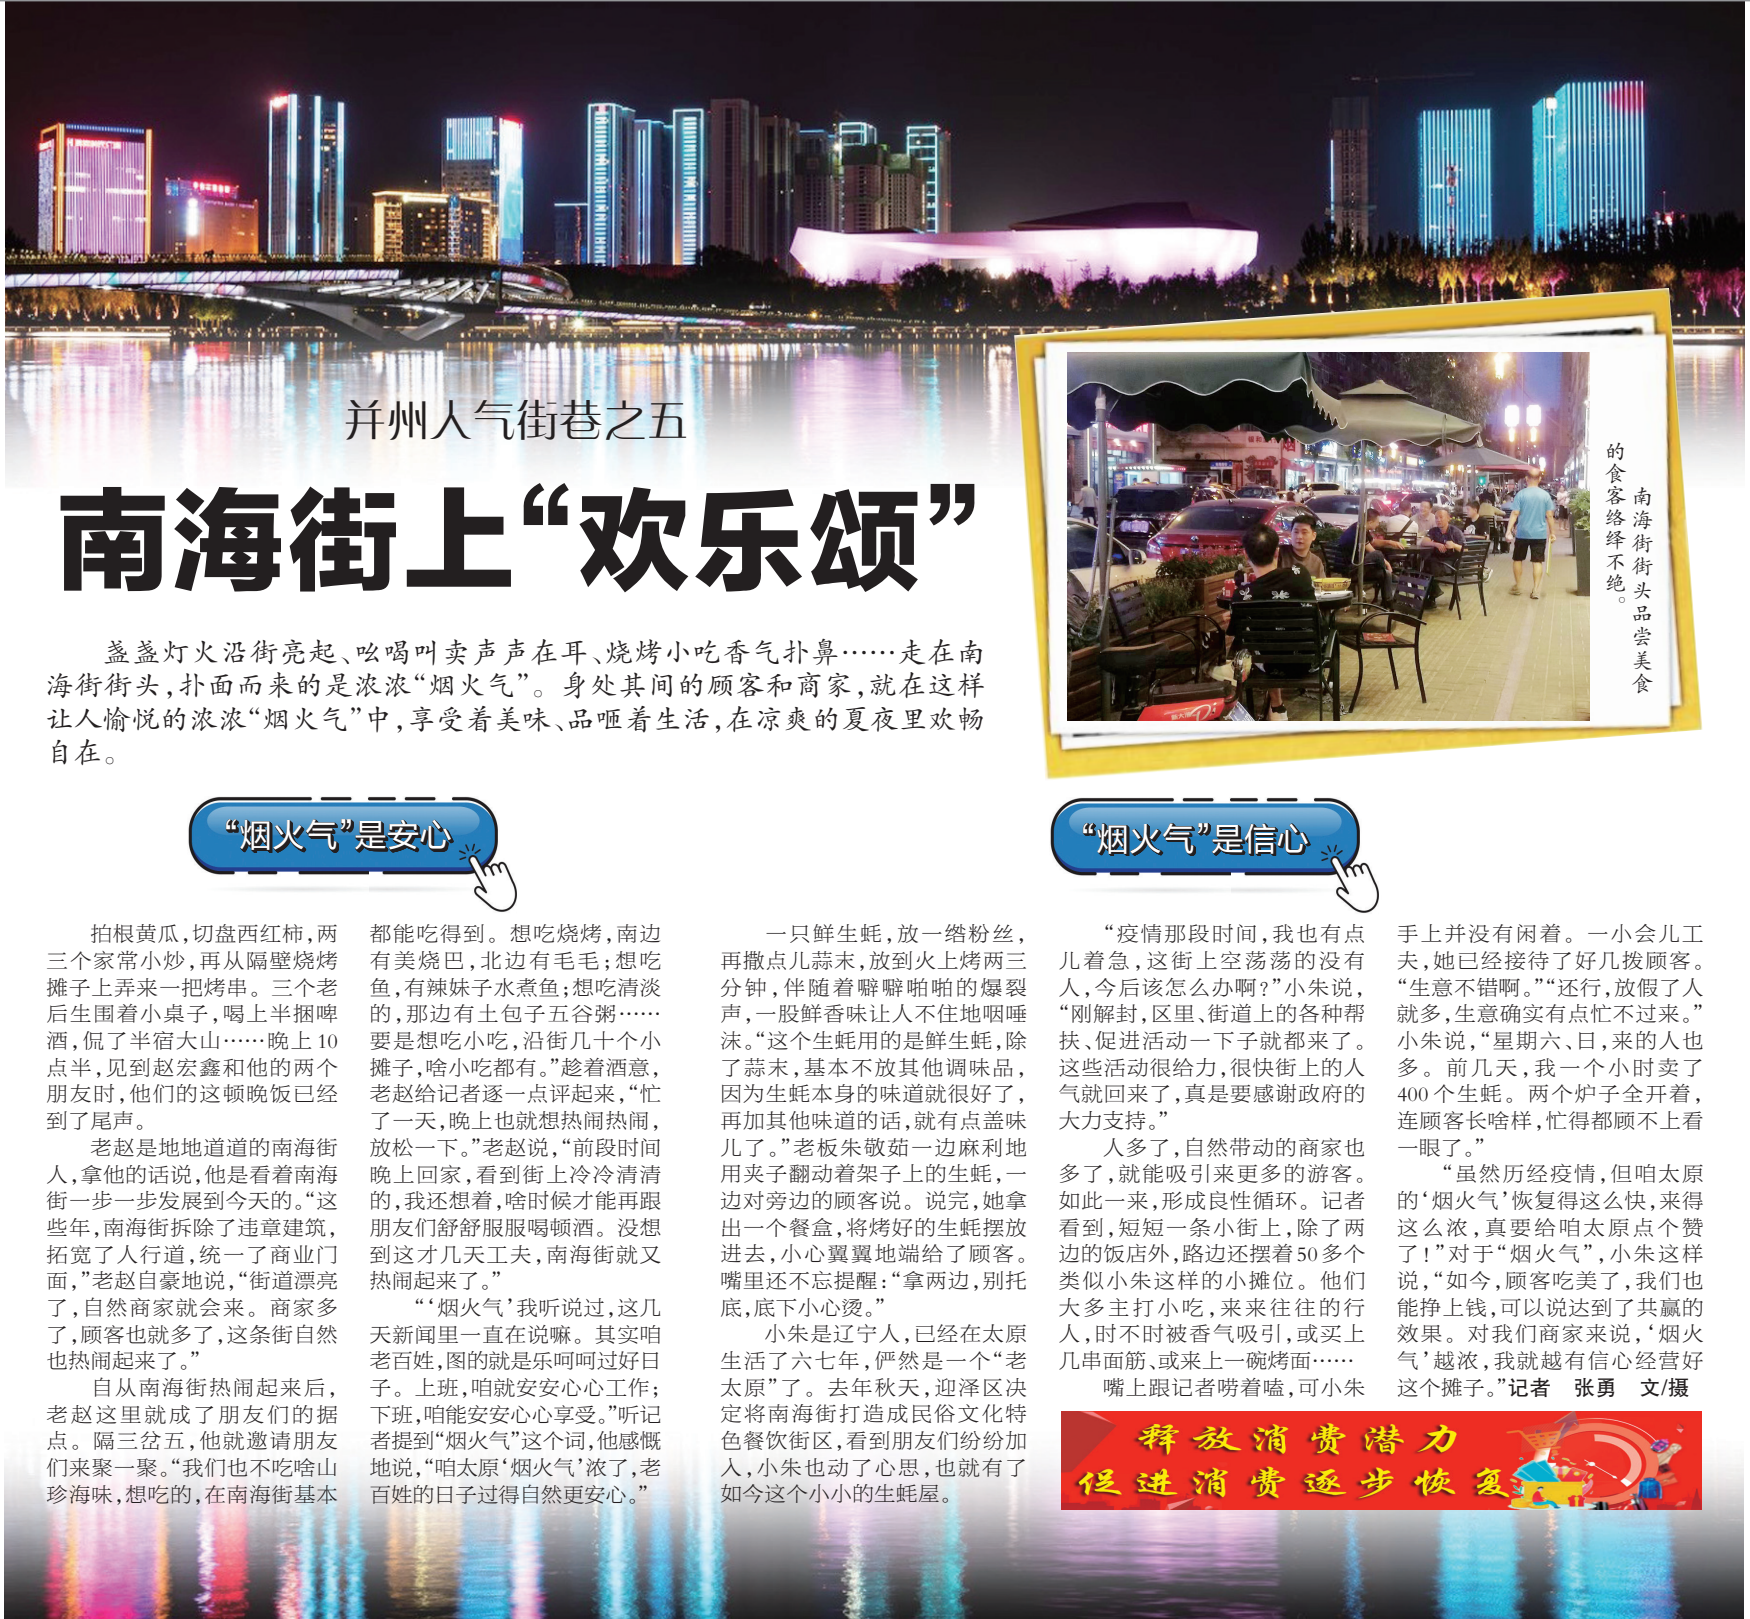 并州人气街巷之五
南海街上“欢乐颂”
盏盏灯火沿街亮起、吆喝叫卖声声在耳、烧烤小吃香气扑鼻……走在南
海街街头,扑面而来的是浓浓“烟火气”。身处其间的顾客和商家,就在这样
让人愉悦的浓浓“烟火气”中,享受着美味、品咂着生活,在凉爽的夏夜里欢畅
自在。
南海街街头品尝美食
的食客络绎不绝。
“烟火气”是安心
拍根黄瓜,切盘西红柿,两
三个家常小炒,再从隔壁烧烤
摊子上弄来一把烤串。三个老
后生围着小桌子,喝上半捆啤
酒,侃了半宿大山……晚上10
点半,见到赵宏鑫和他的两个
朋友时,他们的这顿晚饭已经
到了尾声。
老赵是地地道道的南海街
人,拿他的话说,他是看着南海
街一步一步发展到今天的。“这
些年,南海街拆除了违章建筑,
拓宽了人行道,统一了商业门
面,”老赵自豪地说,“街道漂亮
了,自然商家就会来。商家多
了,顾客也就多了,这条街自然
也热闹起来了。”
自从南海街热闹起来后,
老赵这里就成了朋友们的据
点。隔三岔五,他就邀请朋友
们来聚一聚。“我们也不吃啥山
珍海味,想吃的,在南海街基本
都能吃得到。想吃烧烤,南边
有美烧巴,北边有毛毛;想吃
鱼,有辣妹子水煮鱼;想吃清淡
的,那边有土包子五谷粥……
要是想吃小吃,沿街几十个小
摊子,啥小吃都有。”趁着酒意,
老赵给记者逐一点评起来,“忙
了一天,晚上也就想热闹热闹,
放松一下。”老赵说,“前段时间
晚上回家,看到街上冷冷清清
的,我还想着,啥时候才能再跟
朋友们舒舒服服喝顿酒。没想
到这才几天工夫,南海街就又
热闹起来了。”
“‘烟火气’我听说过,这几
天新闻里一直在说嘛。其实咱
老百姓,图的就是乐呵呵过好日
子。上班,咱就安安心心工作;
下班,咱能安安心心享受。”听记
者提到“烟火气”这个词,他感慨
地说,“咱太原‘烟火气’浓了,老
百姓的日子过得自然更安心。”
“烟火气”是信心
一只鲜生蚝,放一绺粉丝,
再撒点儿蒜末,放到火上烤两三
分钟,伴随着噼噼啪啪的爆裂
声,一股鲜香味让人不住地咽唾
沫。“这个生蚝用的是鲜生蚝,除
了蒜末,基本不放其他调味品,
因为生蚝本身的味道就很好了,
再加其他味道的话,就有点盖味
儿了。”老板朱敬茹一边麻利地
用夹子翻动着架子上的生蚝,一
边对旁边的顾客说。说完,她拿
出一个餐盒,将烤好的生蚝摆放
进去,小心翼翼地端给了顾客。
嘴里还不忘提醒:“拿两边,别托
底,底下小心烫。”
小朱是辽宁人,已经在太原
生活了六七年,俨然是一个“老
太原”了。去年秋天,迎泽区决
定将南海街打造成民俗文化特
色餐饮街区,看到朋友们纷纷加
入,小朱也动了心思,也就有了
如今这个小小的生蚝屋。
“疫情那段时间,我也有点
儿着急,这街上空荡荡的没有
人,今后该怎么办啊?”小朱说,
“刚解封,区里、街道上的各种帮
扶、促进活动一下子就都来了。
这些活动很给力,很快街上的人
气就回来了,真是要感谢政府的
大力支持。”
人多了,自然带动的商家也
多了,就能吸引来更多的游客。
如此一来,形成良性循环。记者
看到,短短一条小街上,除了两
边的饭店外,路边还摆着50多个
类似小朱这样的小摊位。他们
大多主打小吃,来来往往的行
人,时不时被香气吸引,或买上
几串面筋、或来上一碗烤面……
嘴上跟记者唠着嗑,可小朱
手上并没有闲着。一小会儿工
夫,她已经接待了好几拨顾客。
“生意不错啊。”“还行,放假了人
就多,生意确实有点忙不过来。”
小朱说,“星期六、日,来的人也
多。前几天,我一个小时卖了
400个生蚝。两个炉子全开着,
连顾客长啥样,忙得都顾不上看
一眼了。”
“虽然历经疫情,但咱太原
的‘烟火气’恢复得这么快,来得
这么浓,真要给咱太原点个赞
了!”对于“烟火气”,小朱这样
说,“如今,顾客吃美了,我们也
能挣上钱,可以说达到了共赢的
效果。对我们商家来说,‘烟火
气’越浓,我就越有信心经营好
这个摊子。”记者 张勇 文/摄
释放消费潜力
促进消费逐步恢复